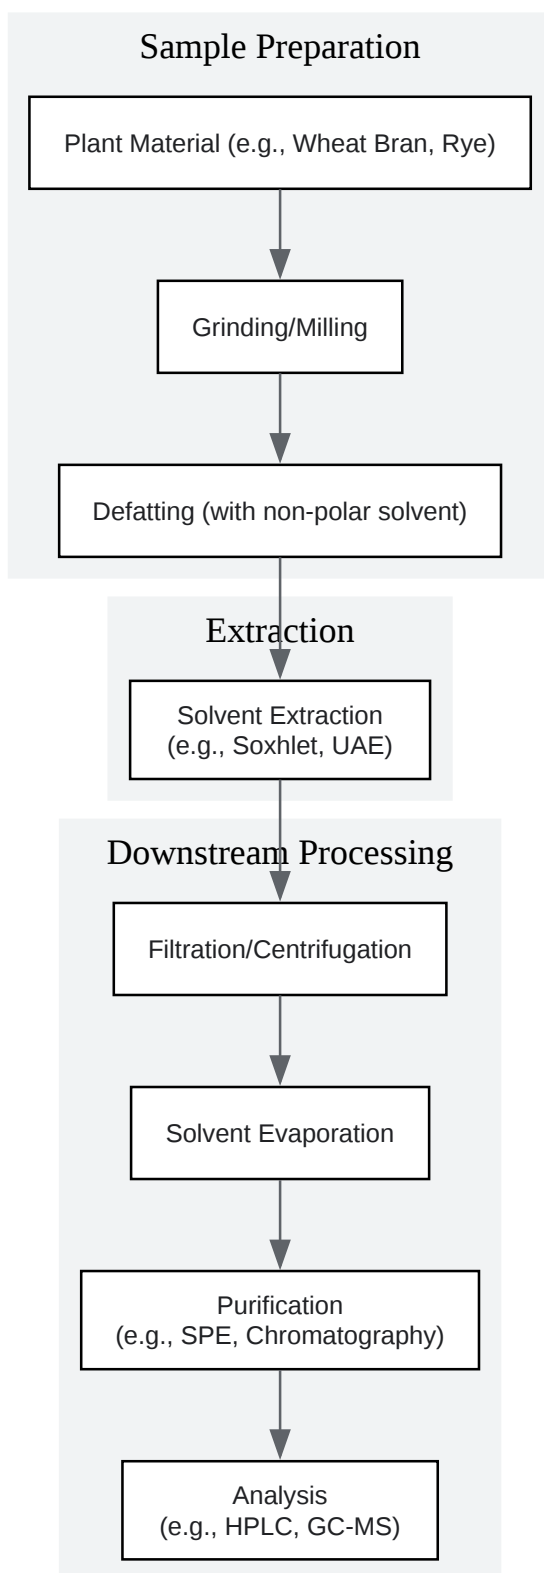 Sample Preparation
Plant Material (e.g., Wheat Bran, Rye)
Grinding/Milling
Defatting (with non-polar solvent)
Extraction
Solvent Extraction
(e.g., Soxhlet, UAE)
Downstream Processing
Filtration/Centrifugation
Solvent Evaporation
Purification
(e.g., SPE, Chromatography)
Analysis
(e.g., HPLC, GC-MS)